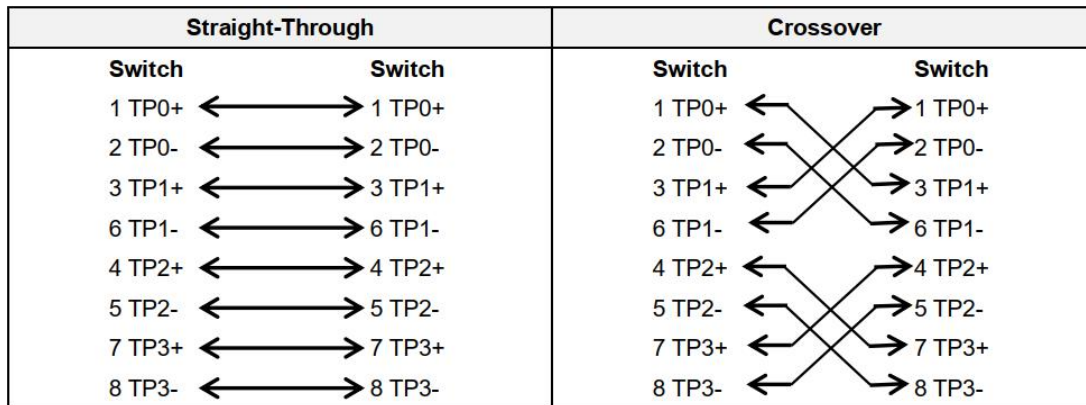 Straight-Through Crossover
Switch Switch Switch Switch
1 TP0+ 1 TP0+ 1 TP0+ 1 TP0+
2 TP0- 2 TP0- 2 TP0- 2 TP0-
3 TP1+ 3 TP1+ 3 TP1+ 3 TP1+
6 TP1- 6 TP1- 6 TP1- 6 TP1-
4 TP2+ 4 TP2+ 4 TP2+ 4 TP2+
5 TP2- 5 TP2- 5 TP2- 5 TP2-
7 TP3+ 7 TP3+ 7 TP3+ 7 TP3+
8 TP3- 8 TP3- 8 TP3- 8 TP3-